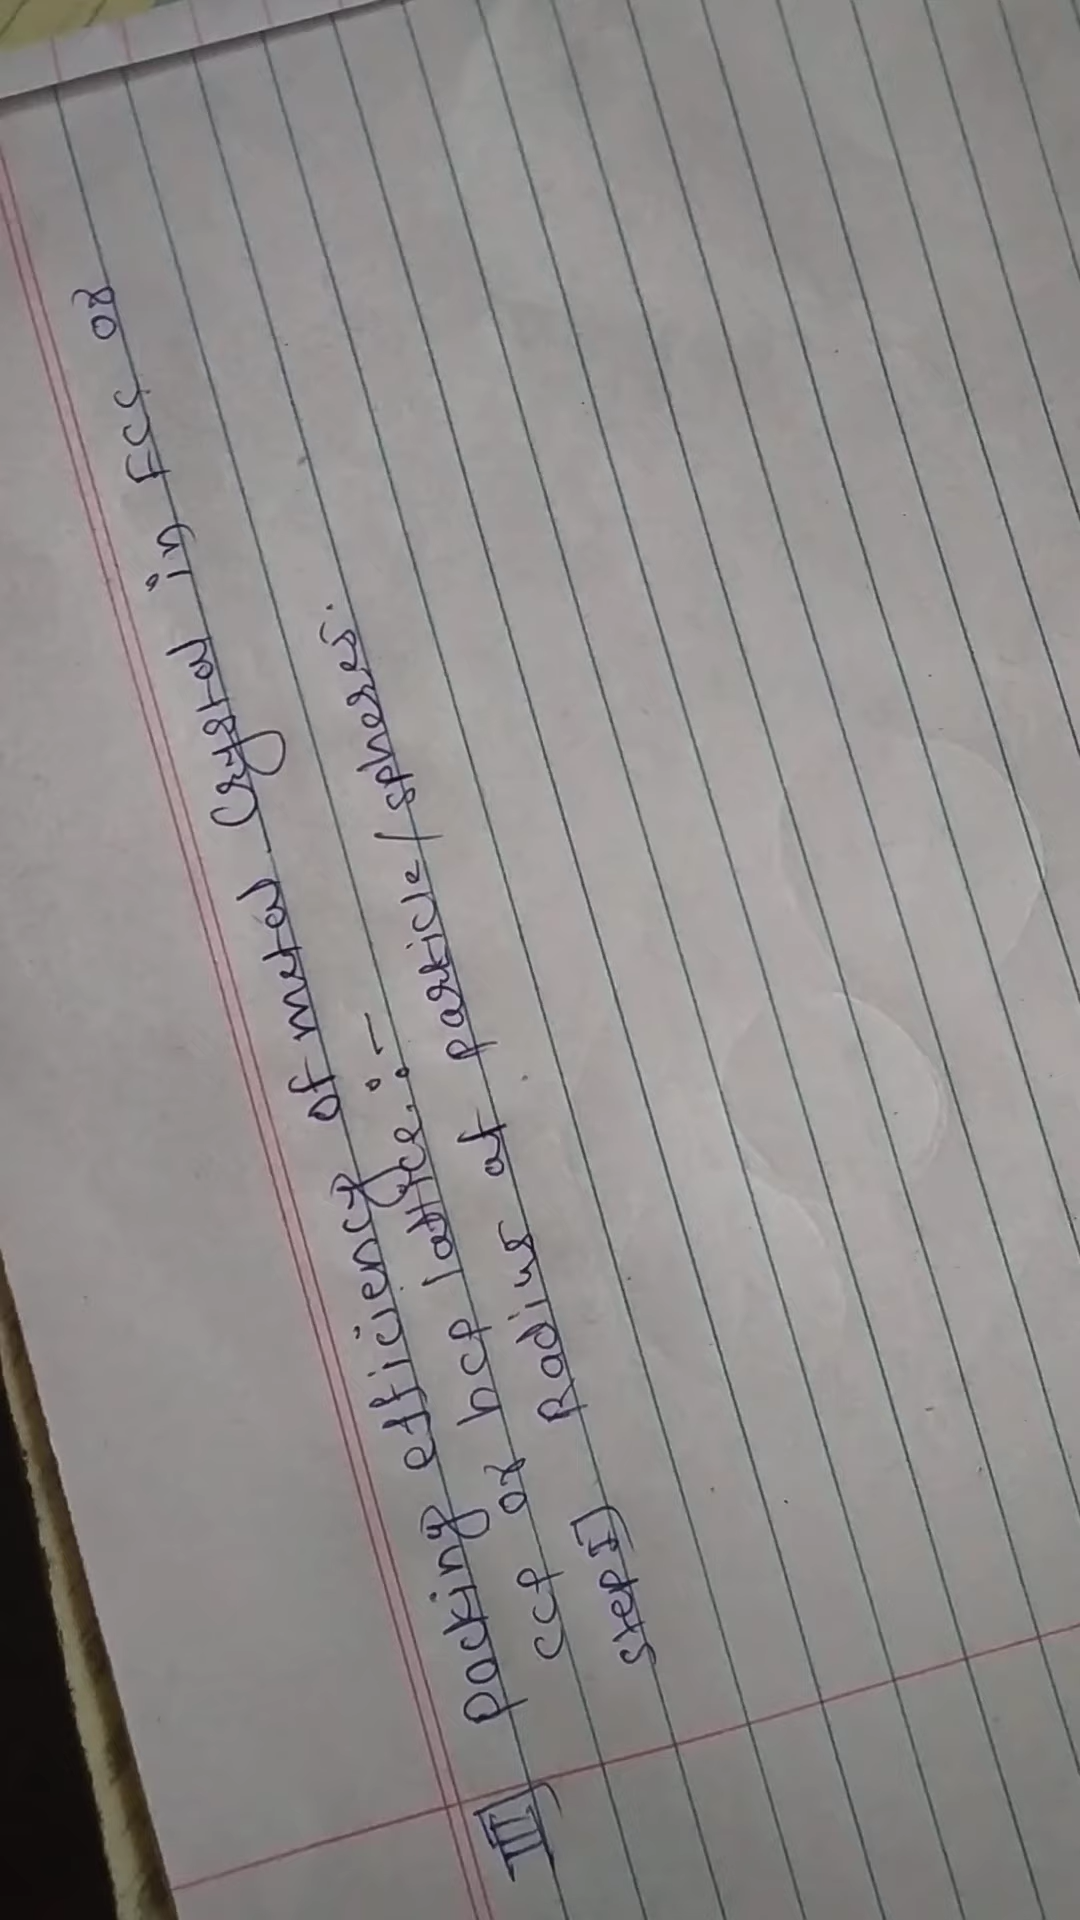 III) Packing efficiency of metal crystal in FCC or
ccp or hcp lattice :-
Step I) Radius of particle/spheres.